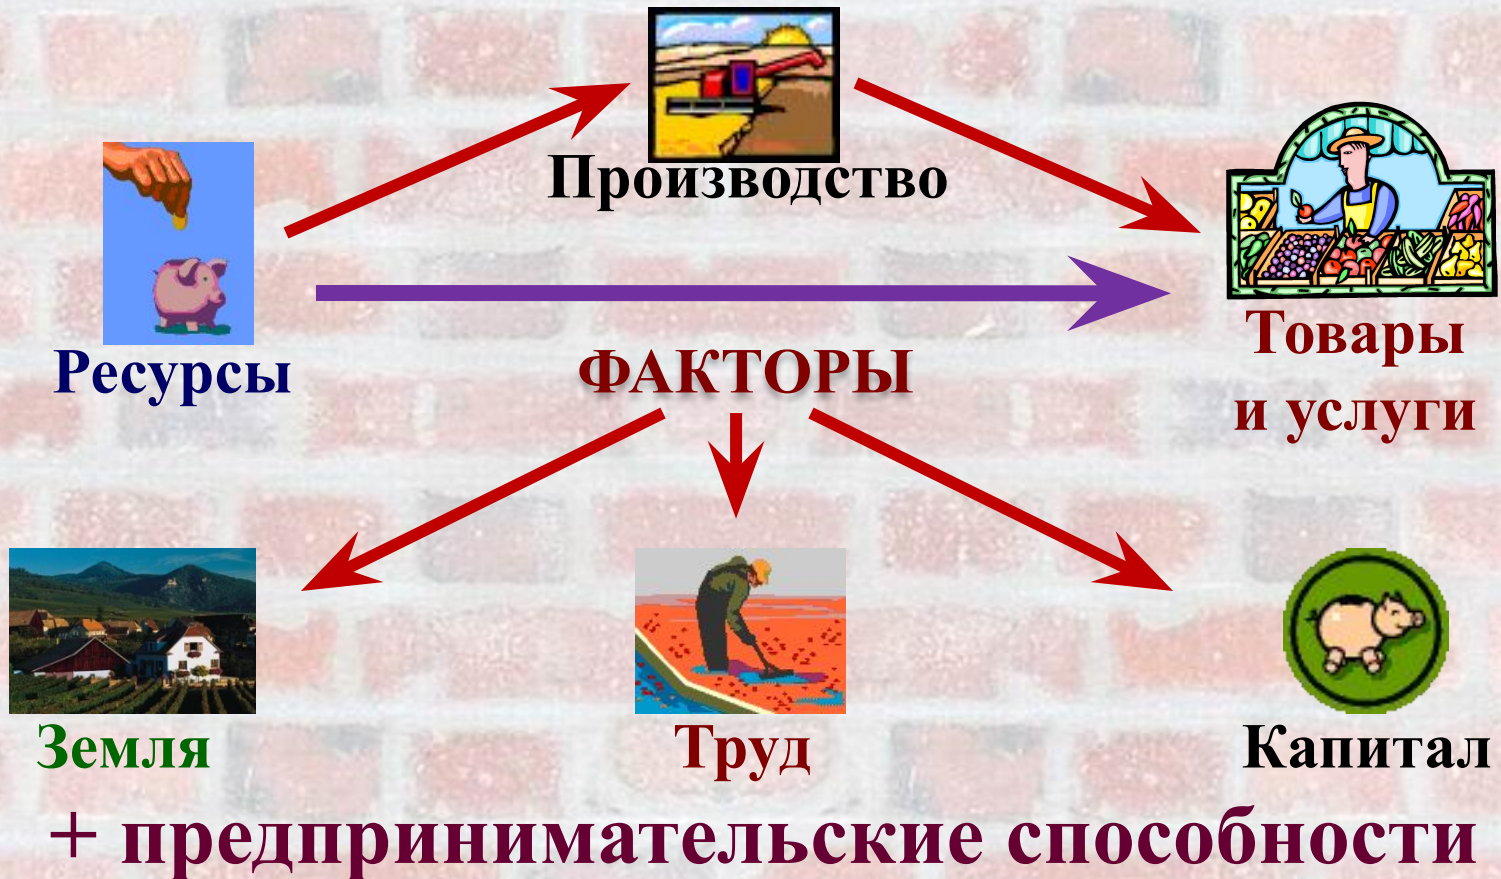 Производство
Ресурсы
ФАКТОРЫ
Товары
и услуги
Земля
Труд
Капитал
+ предпринимательские способности